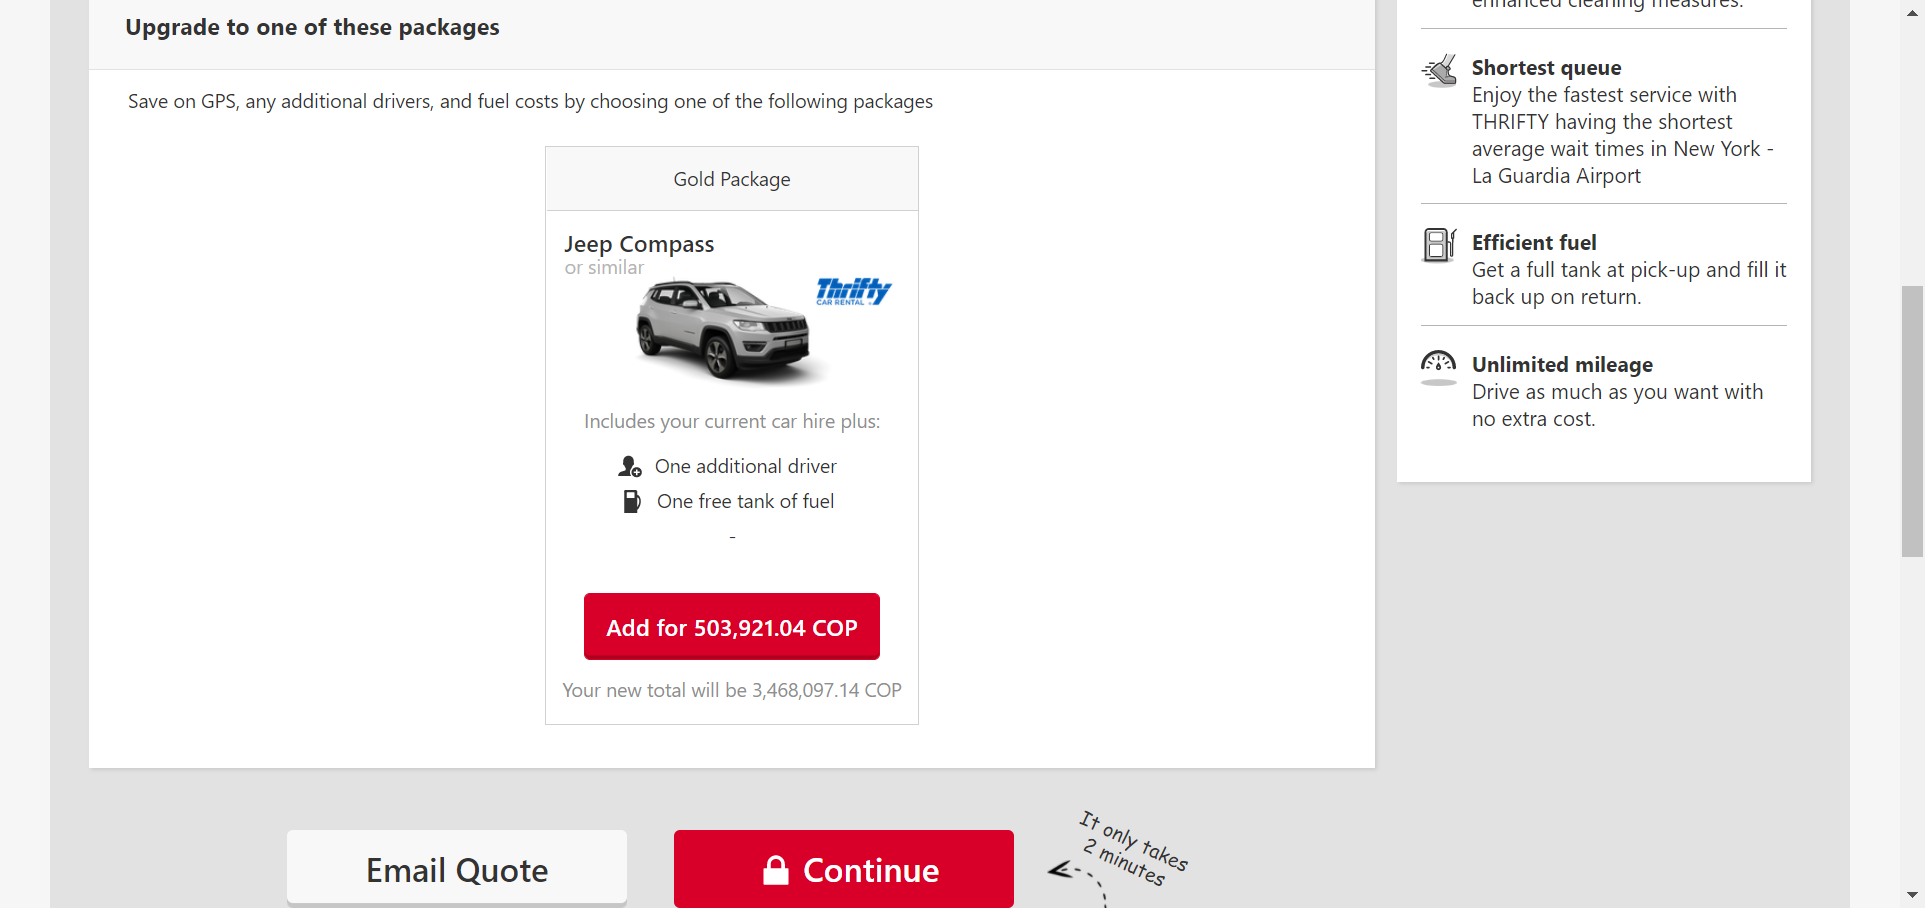 Upgrade to one of these packages
Save on GPS, any additional drivers, and fuel costs by choosing one of the following packages
Gold Package
Jeep Compass
or similar
Thrifty
CAR RENTAL
Includes your current car hire plus:
One additional driver
One free tank of fuel
-
Add for 503,921.04 COP
Your new total will be 3,468,097.14 COP
Email Quote
Continue
It only takes
2 minutes
enhanced cleaning measures.
Shortest queue
Enjoy the fastest service with
THRIFTY having the shortest
average wait times in New York -
La Guardia Airport
Efficient fuel
Get a full tank at pick-up and fill it
back up on return.
Unlimited mileage
Drive as much as you want with
no extra cost.